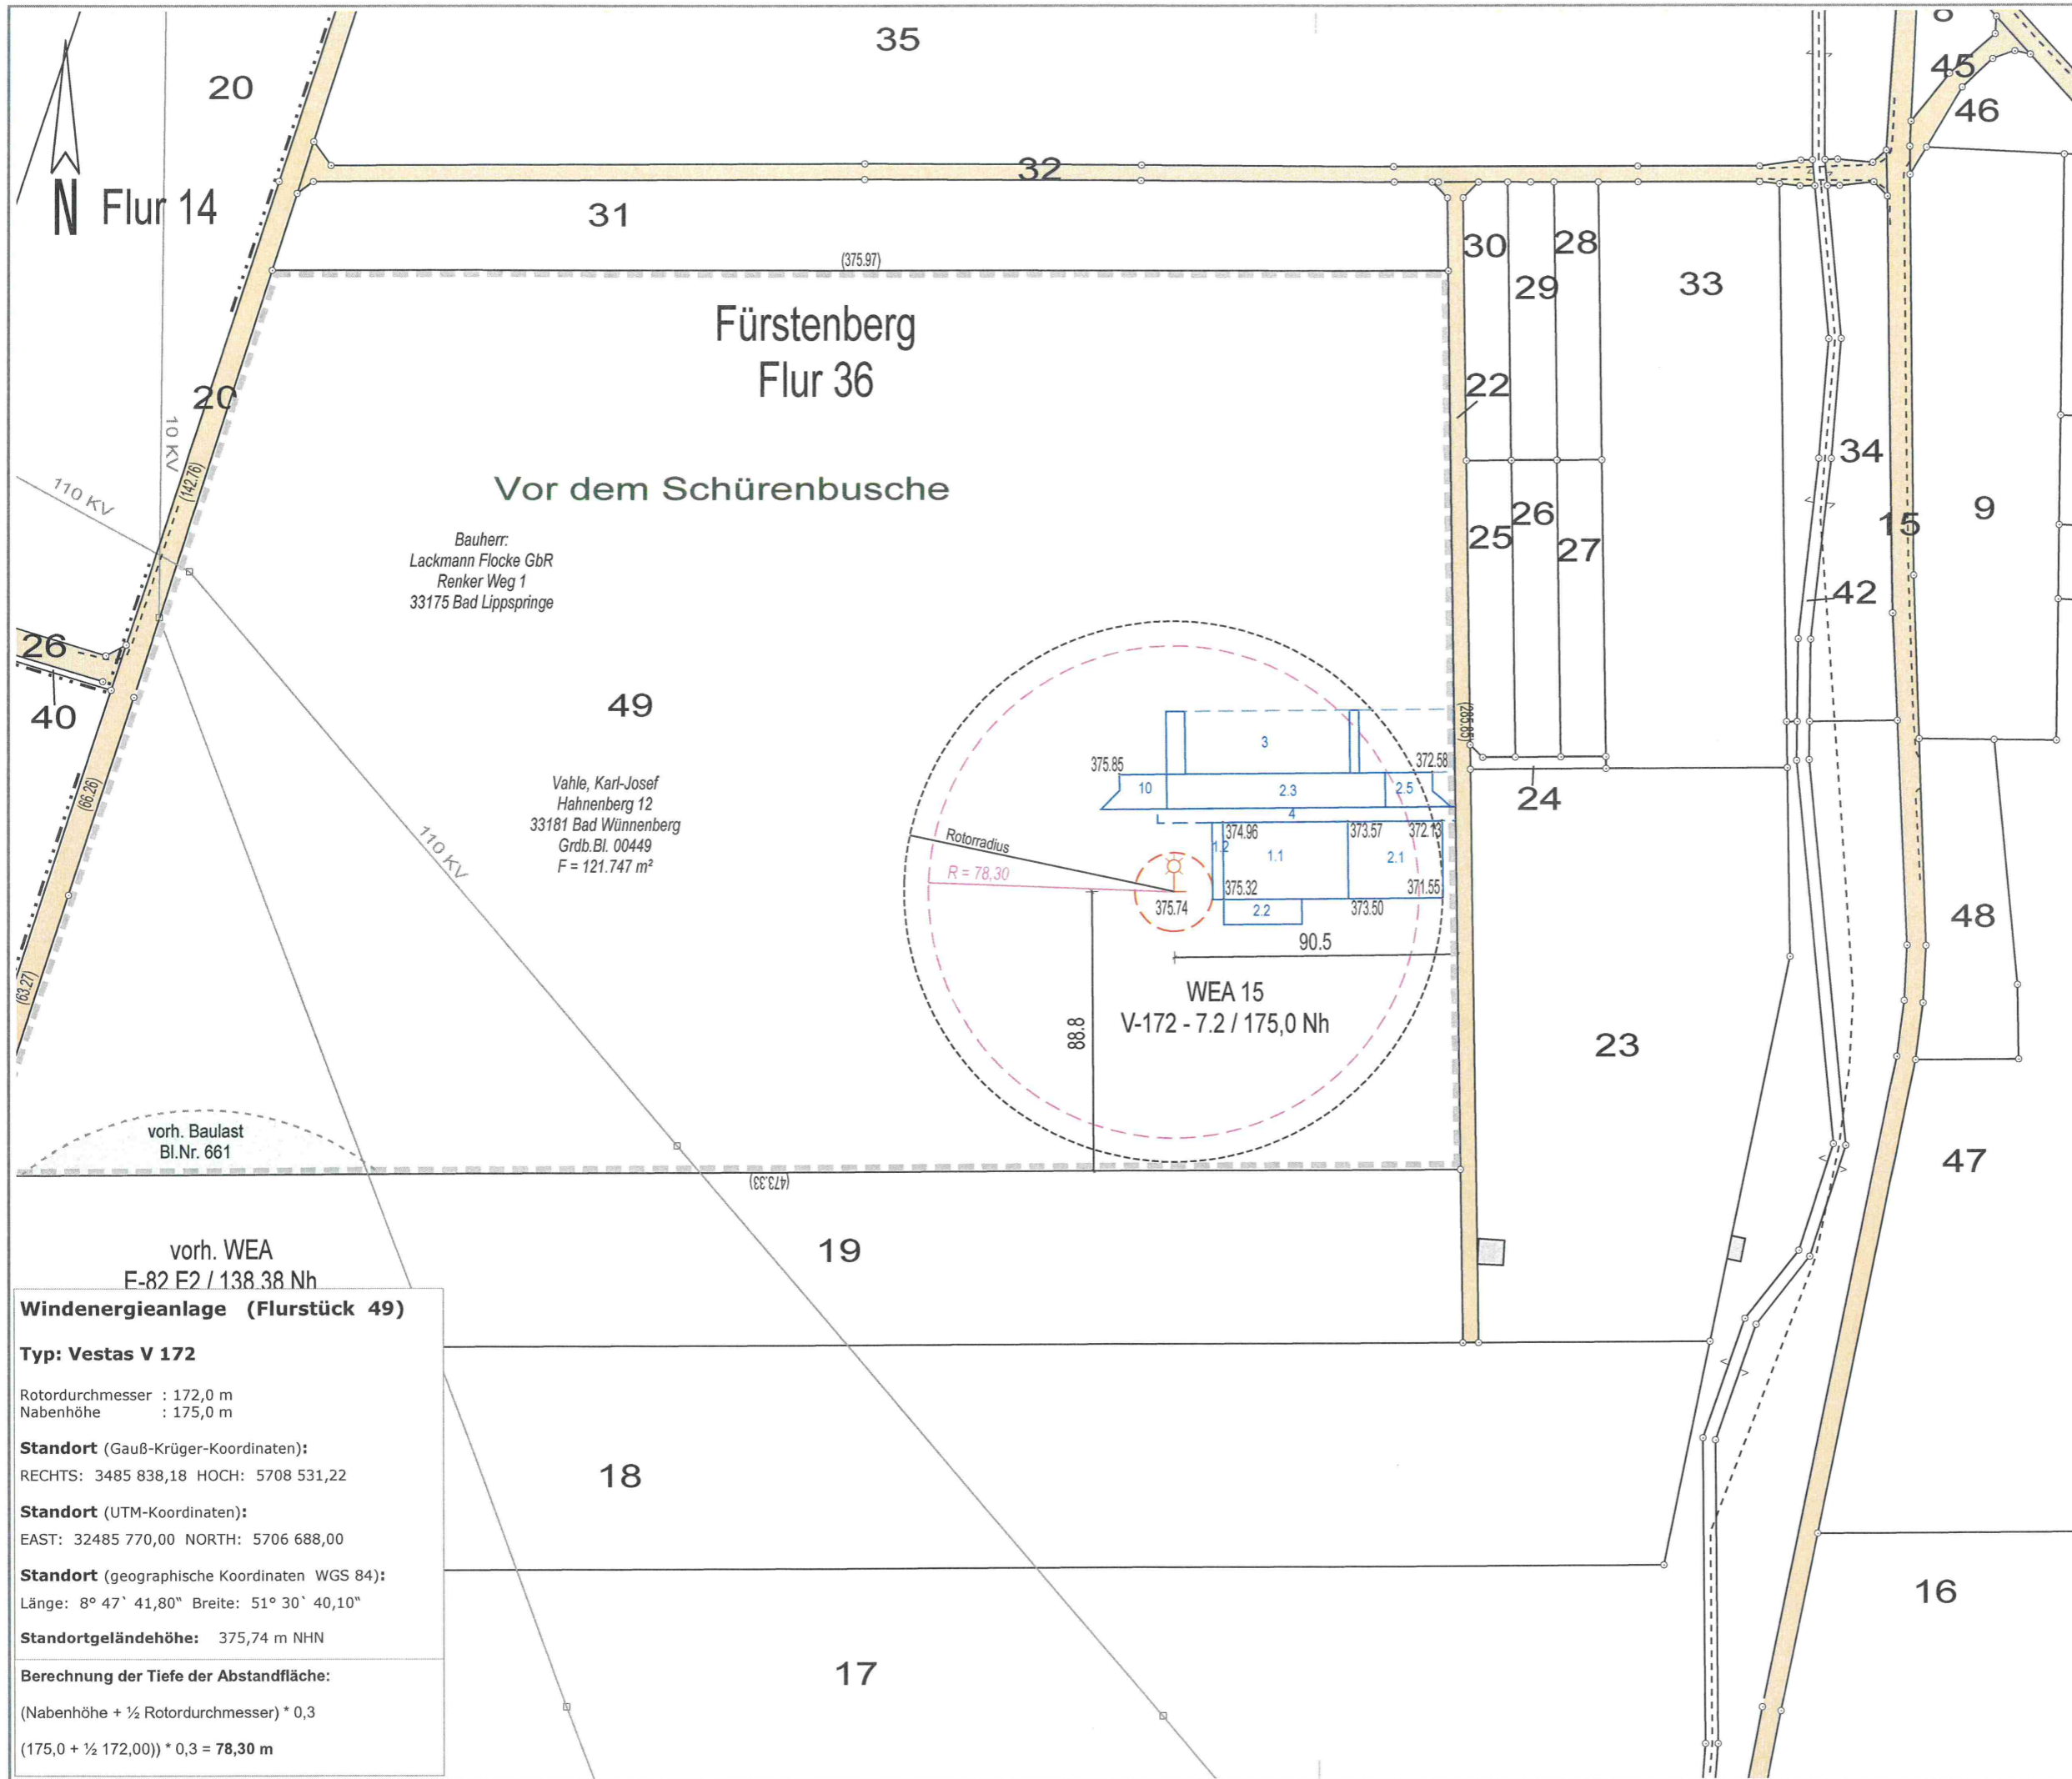 35
8
45
46
20
32
N Flur 14
31
30
28
29
33
(375.97)
Fürstenberg
Flur 36
22
20
10 KV
(142.76)
110 KV
34
9
Vor dem Schürenbusche
26
15
25
27
Bauherr:
Lackmann Flocke GbR
Renker Weg 1
33175 Bad Lippspringe
42
26
40
49
(285.85)
3
375.85
372.58
10
2.3
2.5
24
4
(66.26)
Vahle, Karl-Josef
Hahnenberg 12
33181 Bad Wünnenberg
Grdb.Bl. 00449
F = 121.747 m²
110 KV
Rotorradius
374.96
373.57
372.13
1.2
1.1
2.1
R = 78,30
375.32
371.55
375.74
2.2
373.50
48
90.5
(63.27)
WEA 15
V-172 - 7.2 / 175,0 Nh
88.8
23
vorh. Baulast
Bl.Nr. 661
47
(473.33)
vorh. WEA
E-82 E2 / 138.38 Nh
19
Windenergieanlage (Flurstück 49)
Typ: Vestas V 172
Rotordurchmesser : 172,0 m
Nabenhöhe : 175,0 m
Standort (Gauß-Krüger-Koordinaten):
RECHTS: 3485 838,18 HOCH: 5708 531,22
Standort (UTM-Koordinaten):
EAST: 32485 770,00 NORTH: 5706 688,00
Standort (geographische Koordinaten WGS 84):
Länge: 8° 47` 41,80" Breite: 51° 30` 40,10"
Standortgeländehöhe: 375,74 m NHN
Berechnung der Tiefe der Abstandfläche:
(Nabenhöhe + ½ Rotordurchmesser) * 0,3
(175,0 + ½ 172,00)) * 0,3 = 78,30 m
18
16
17